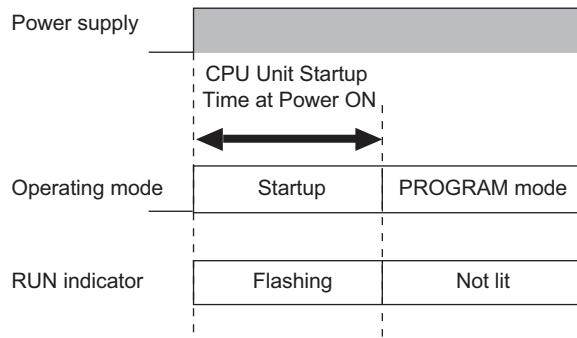 Power supply
CPU Unit Startup
Time at Power ON
Operating mode
Startup
PROGRAM mode
RUN indicator
Flashing
Not lit